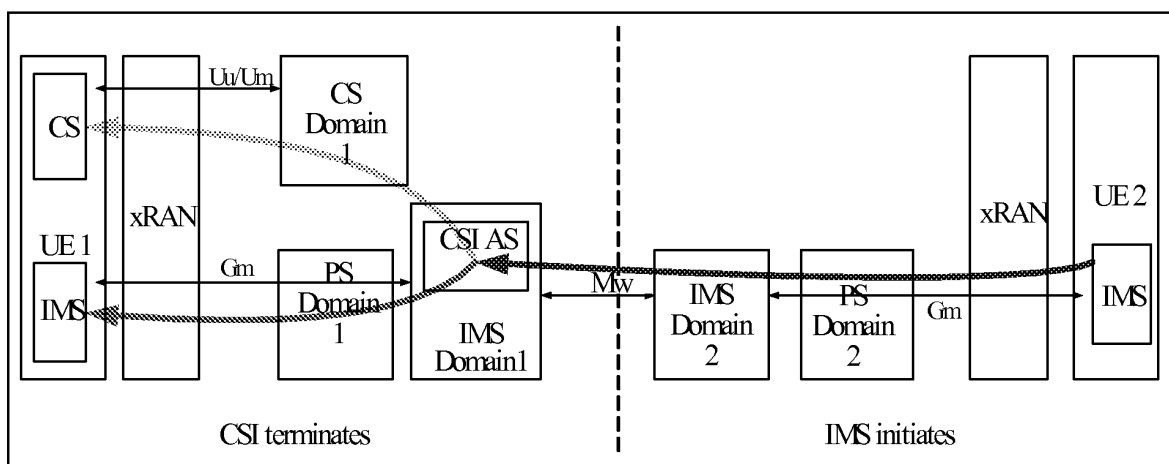 Uu/Um
CS
CS
Domain
1
xRAN
UE 1
CSI AS
Gm
PS
Domain
1
IMS
IMS
Domain1
Mw
IMS
Domain
2
PS
Domain
2
Gm
xRAN
UE 2
IMS
CSI terminates
IMS initiates